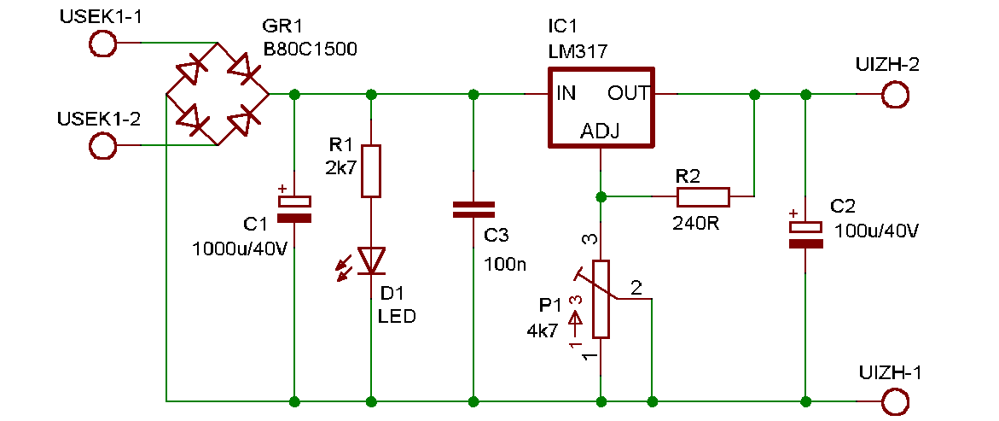 USEK1-1
GR1
B80C1500
IC1
LM317
UIZH-2
IN
OUT
ADJ
USEK1-2
R1
2k7
R2
240R
+
C1
1000u/40V
C3
100n
+
C2
100u/40V
3
D1
LED
P1
4k7
1
3
2
1
UIZH-1